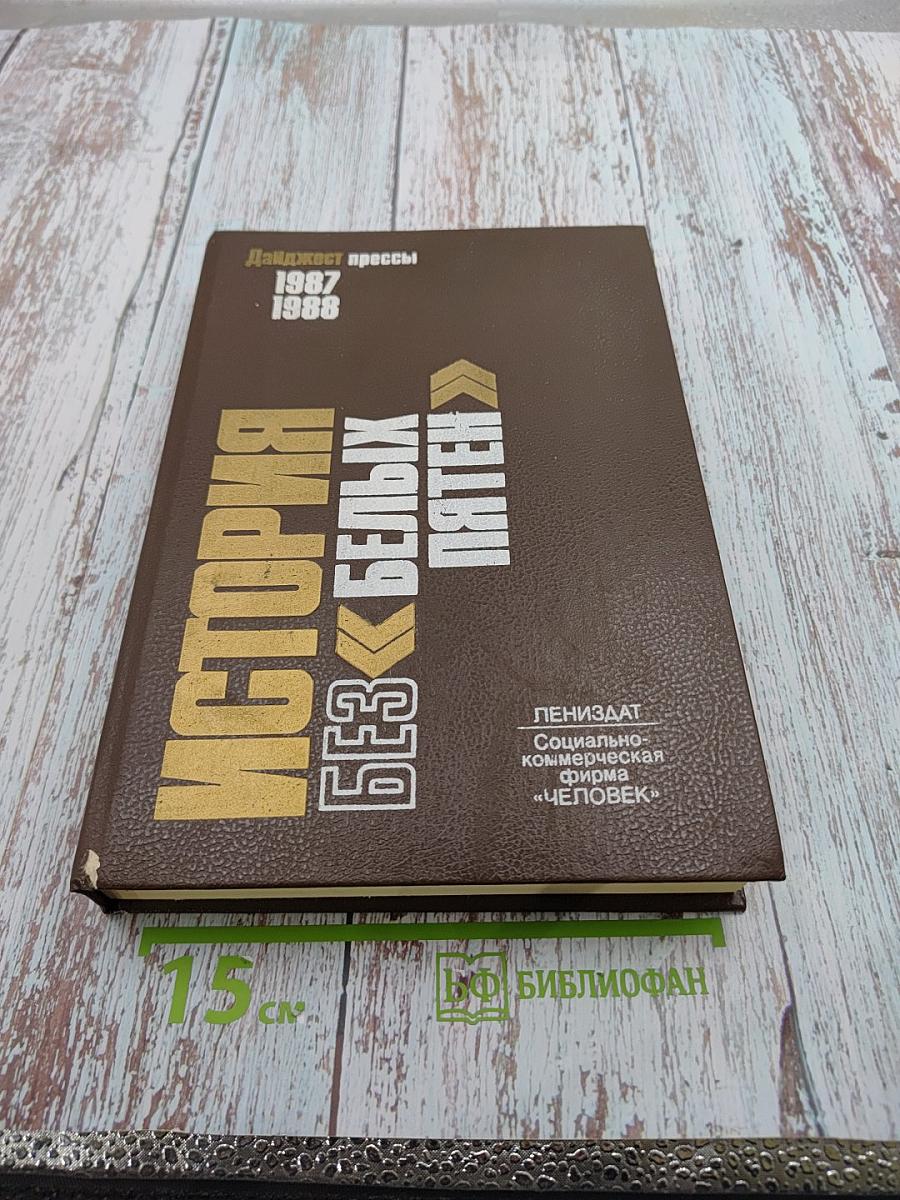 Дайджест прессы
1987
1988
ИСТОРИЯ
БЕЗ «БЕЛЫХ
ПЯТЕН»
ЛЕНИЗДАТ
Социально-
коммерческая
фирма
«ЧЕЛОВЕК»
15 см
БФ БИБЛИОФАН